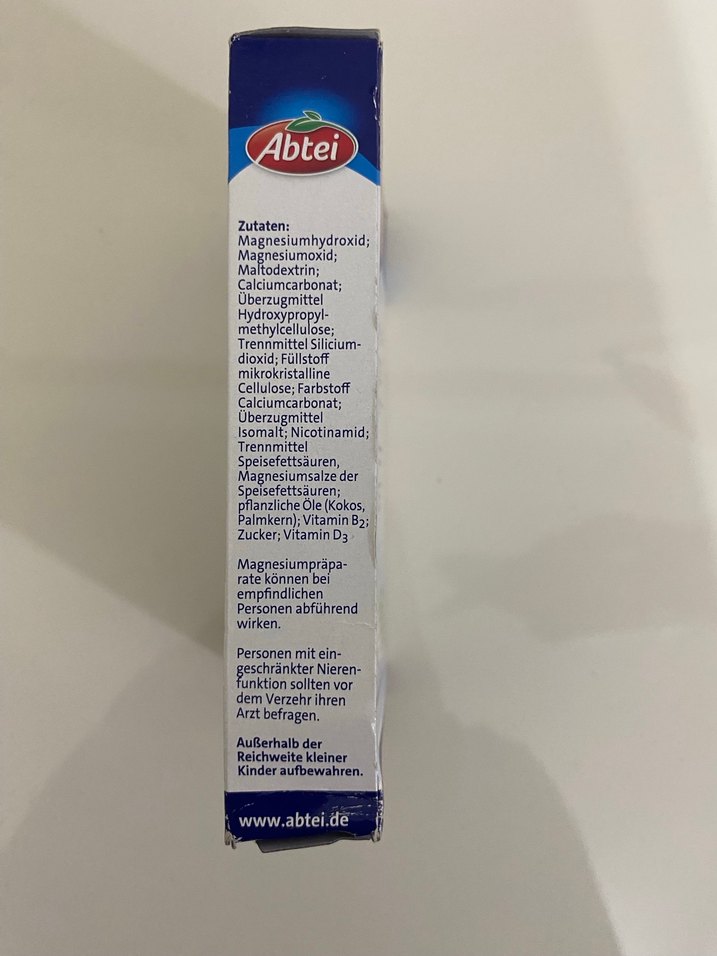 Abtei
Zutaten:
Magnesiumhydroxid;
Magnesiumoxid;
Maltodextrin;
Calciumcarbonat;
Überzugmittel
Hydroxypropyl-
methylcellulose;
Trennmittel Silicium-
dioxid; Füllstoff
mikrokristalline
Cellulose; Farbstoff
Calciumcarbonat;
Überzugmittel
Isomalt; Nicotinamid;
Trennmittel
Speisefettsäuren,
Magnesiumsalze der
Speisefettsäuren;
pflanzliche Öle (Kokos,
Palmkern); Vitamin B2;
Zucker; Vitamin D3
Magnesiumpräpa-
rate können bei
empfindlichen
Personen abführend
wirken.
Personen mit ein-
geschränkter Nieren-
funktion sollten vor
dem Verzehr ihren
Arzt befragen.
Außerhalb der
Reichweite kleiner
Kinder aufbewahren.
www.abtei.de